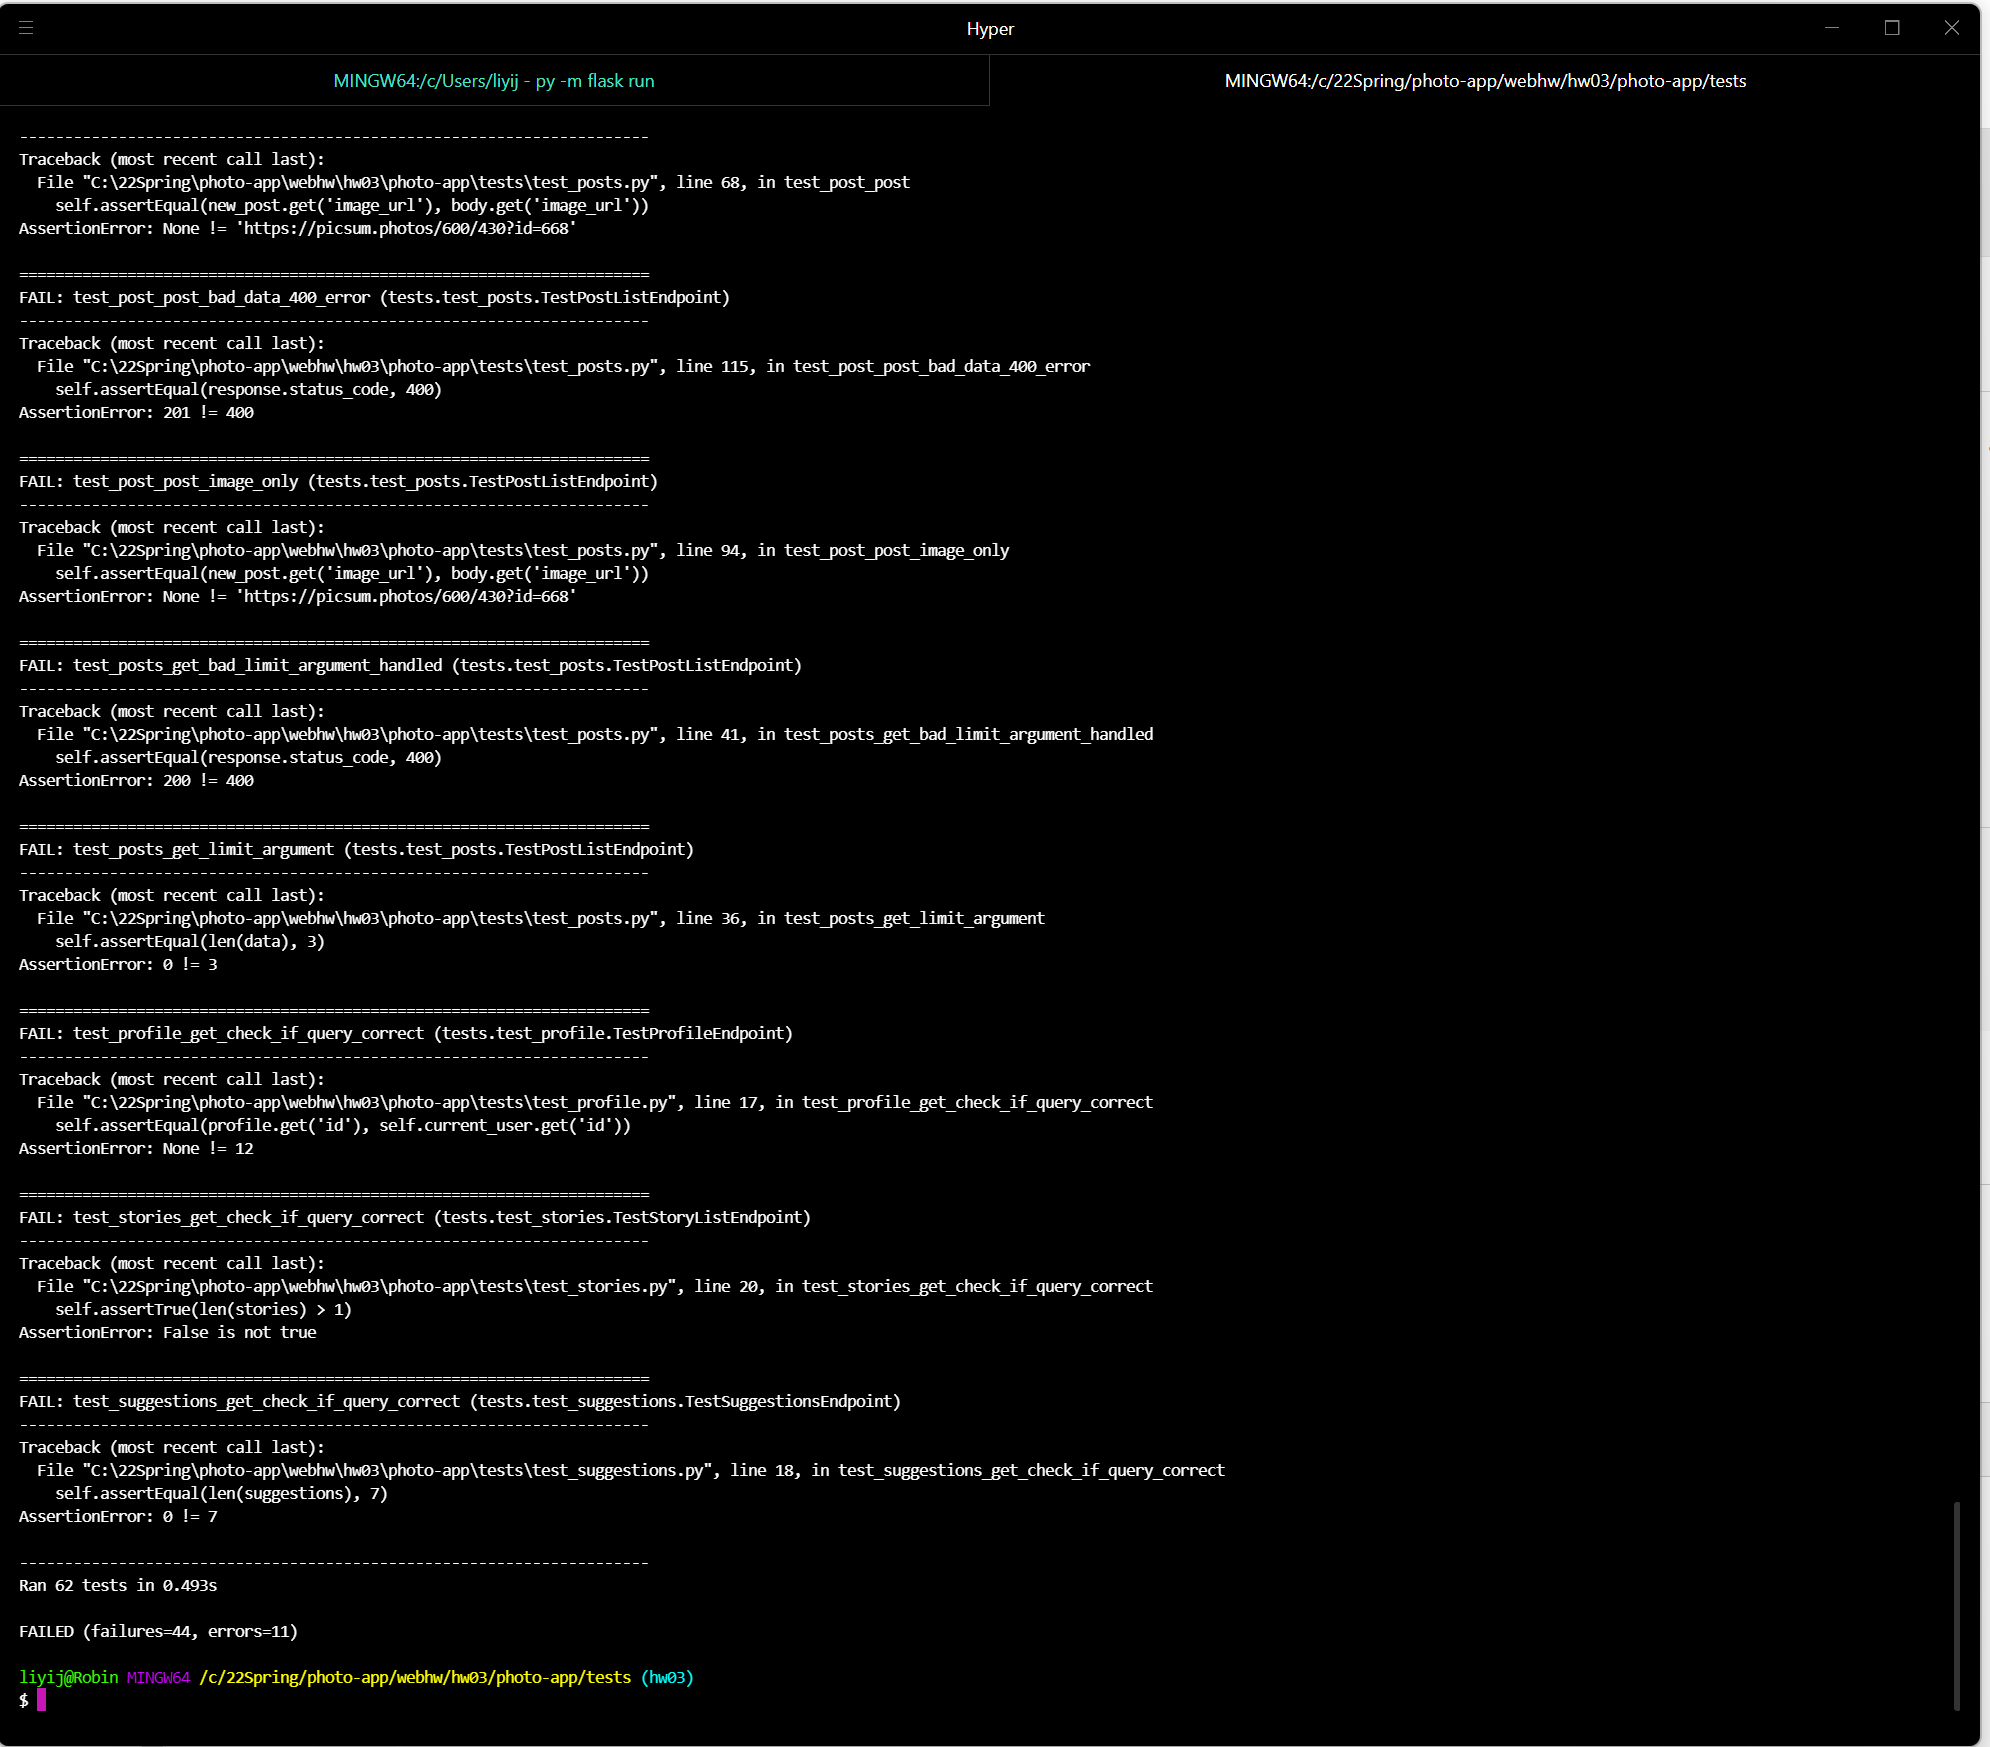 Hyper
MINGW64:/c/Users/liyij - py -m flask run
MINGW64:/c/22Spring/photo-app/webhw/hw03/photo-app/tests
----------------------------------------------------------------------
Traceback (most recent call last):
  File "C:\22Spring\photo-app\webhw\hw03\photo-app\tests\test_posts.py", line 68, in test_post_post
    self.assertEqual(new_post.get('image_url'), body.get('image_url'))
AssertionError: None != 'https://picsum.photos/600/430?id=668'

======================================================================
FAIL: test_post_post_bad_data_400_error (tests.test_posts.TestPostListEndpoint)
----------------------------------------------------------------------
Traceback (most recent call last):
  File "C:\22Spring\photo-app\webhw\hw03\photo-app\tests\test_posts.py", line 115, in test_post_post_bad_data_400_error
    self.assertEqual(response.status_code, 400)
AssertionError: 201 != 400

======================================================================
FAIL: test_post_post_image_only (tests.test_posts.TestPostListEndpoint)
----------------------------------------------------------------------
Traceback (most recent call last):
  File "C:\22Spring\photo-app\webhw\hw03\photo-app\tests\test_posts.py", line 94, in test_post_post_image_only
    self.assertEqual(new_post.get('image_url'), body.get('image_url'))
AssertionError: None != 'https://picsum.photos/600/430?id=668'

======================================================================
FAIL: test_posts_get_bad_limit_argument_handled (tests.test_posts.TestPostListEndpoint)
----------------------------------------------------------------------
Traceback (most recent call last):
  File "C:\22Spring\photo-app\webhw\hw03\photo-app\tests\test_posts.py", line 41, in test_posts_get_bad_limit_argument_handled
    self.assertEqual(response.status_code, 400)
AssertionError: 200 != 400

======================================================================
FAIL: test_posts_get_limit_argument (tests.test_posts.TestPostListEndpoint)
----------------------------------------------------------------------
Traceback (most recent call last):
  File "C:\22Spring\photo-app\webhw\hw03\photo-app\tests\test_posts.py", line 36, in test_posts_get_limit_argument
    self.assertEqual(len(data), 3)
AssertionError: 0 != 3

======================================================================
FAIL: test_profile_get_check_if_query_correct (tests.test_profile.TestProfileEndpoint)
----------------------------------------------------------------------
Traceback (most recent call last):
  File "C:\22Spring\photo-app\webhw\hw03\photo-app\tests\test_profile.py", line 17, in test_profile_get_check_if_query_correct
    self.assertEqual(profile.get('id'), self.current_user.get('id'))
AssertionError: None != 12

======================================================================
FAIL: test_stories_get_check_if_query_correct (tests.test_stories.TestStoryListEndpoint)
----------------------------------------------------------------------
Traceback (most recent call last):
  File "C:\22Spring\photo-app\webhw\hw03\photo-app\tests\test_stories.py", line 20, in test_stories_get_check_if_query_correct
    self.assertTrue(len(stories) > 1)
AssertionError: False is not true

======================================================================
FAIL: test_suggestions_get_check_if_query_correct (tests.test_suggestions.TestSuggestionsEndpoint)
----------------------------------------------------------------------
Traceback (most recent call last):
  File "C:\22Spring\photo-app\webhw\hw03\photo-app\tests\test_suggestions.py", line 18, in test_suggestions_get_check_if_query_correct
    self.assertEqual(len(suggestions), 7)
AssertionError: 0 != 7

----------------------------------------------------------------------
Ran 62 tests in 0.493s

FAILED (failures=44, errors=11)

liyij@Robin MINGW64 /c/22Spring/photo-app/webhw/hw03/photo-app/tests (hw03)
$